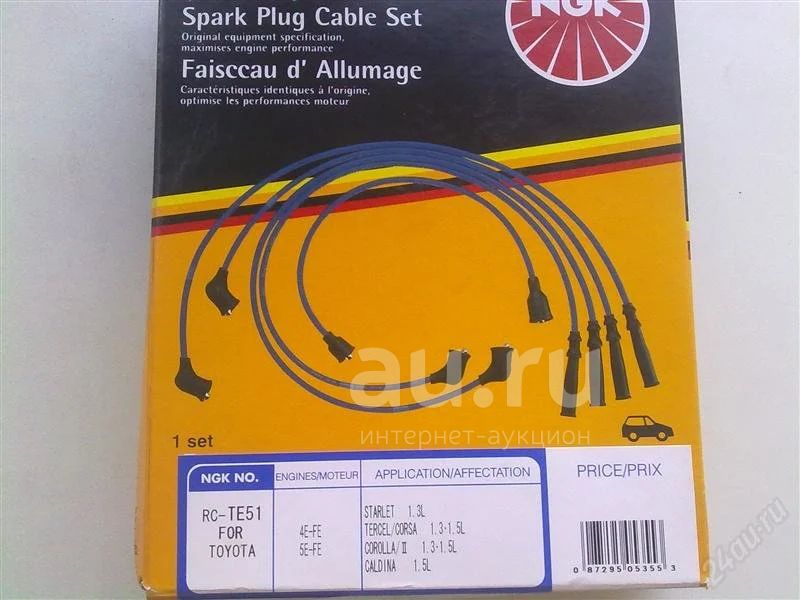 Spark Plug Cable Set
Original equipment specification,
maximises engine performance
Faisccau d' Allumage
Caractéristiques identiques à l'origine,
optimise les performances moteur
NGK
au.ru
интернет-аукцион
1 set
NGK NO.
ENGINES/MOTEUR
APPLICATION/AFFECTATION
PRICE/PRIX
RC-TE51
FOR
TOYOTA
4E-FE
5E-FE
STARLET 1.3L
TERCEL/CORSA 1.3·1.5L
COROLLA/II 1.3·1.5L
CALDINA 1.5L
0 87295 05355 3
24au.ru